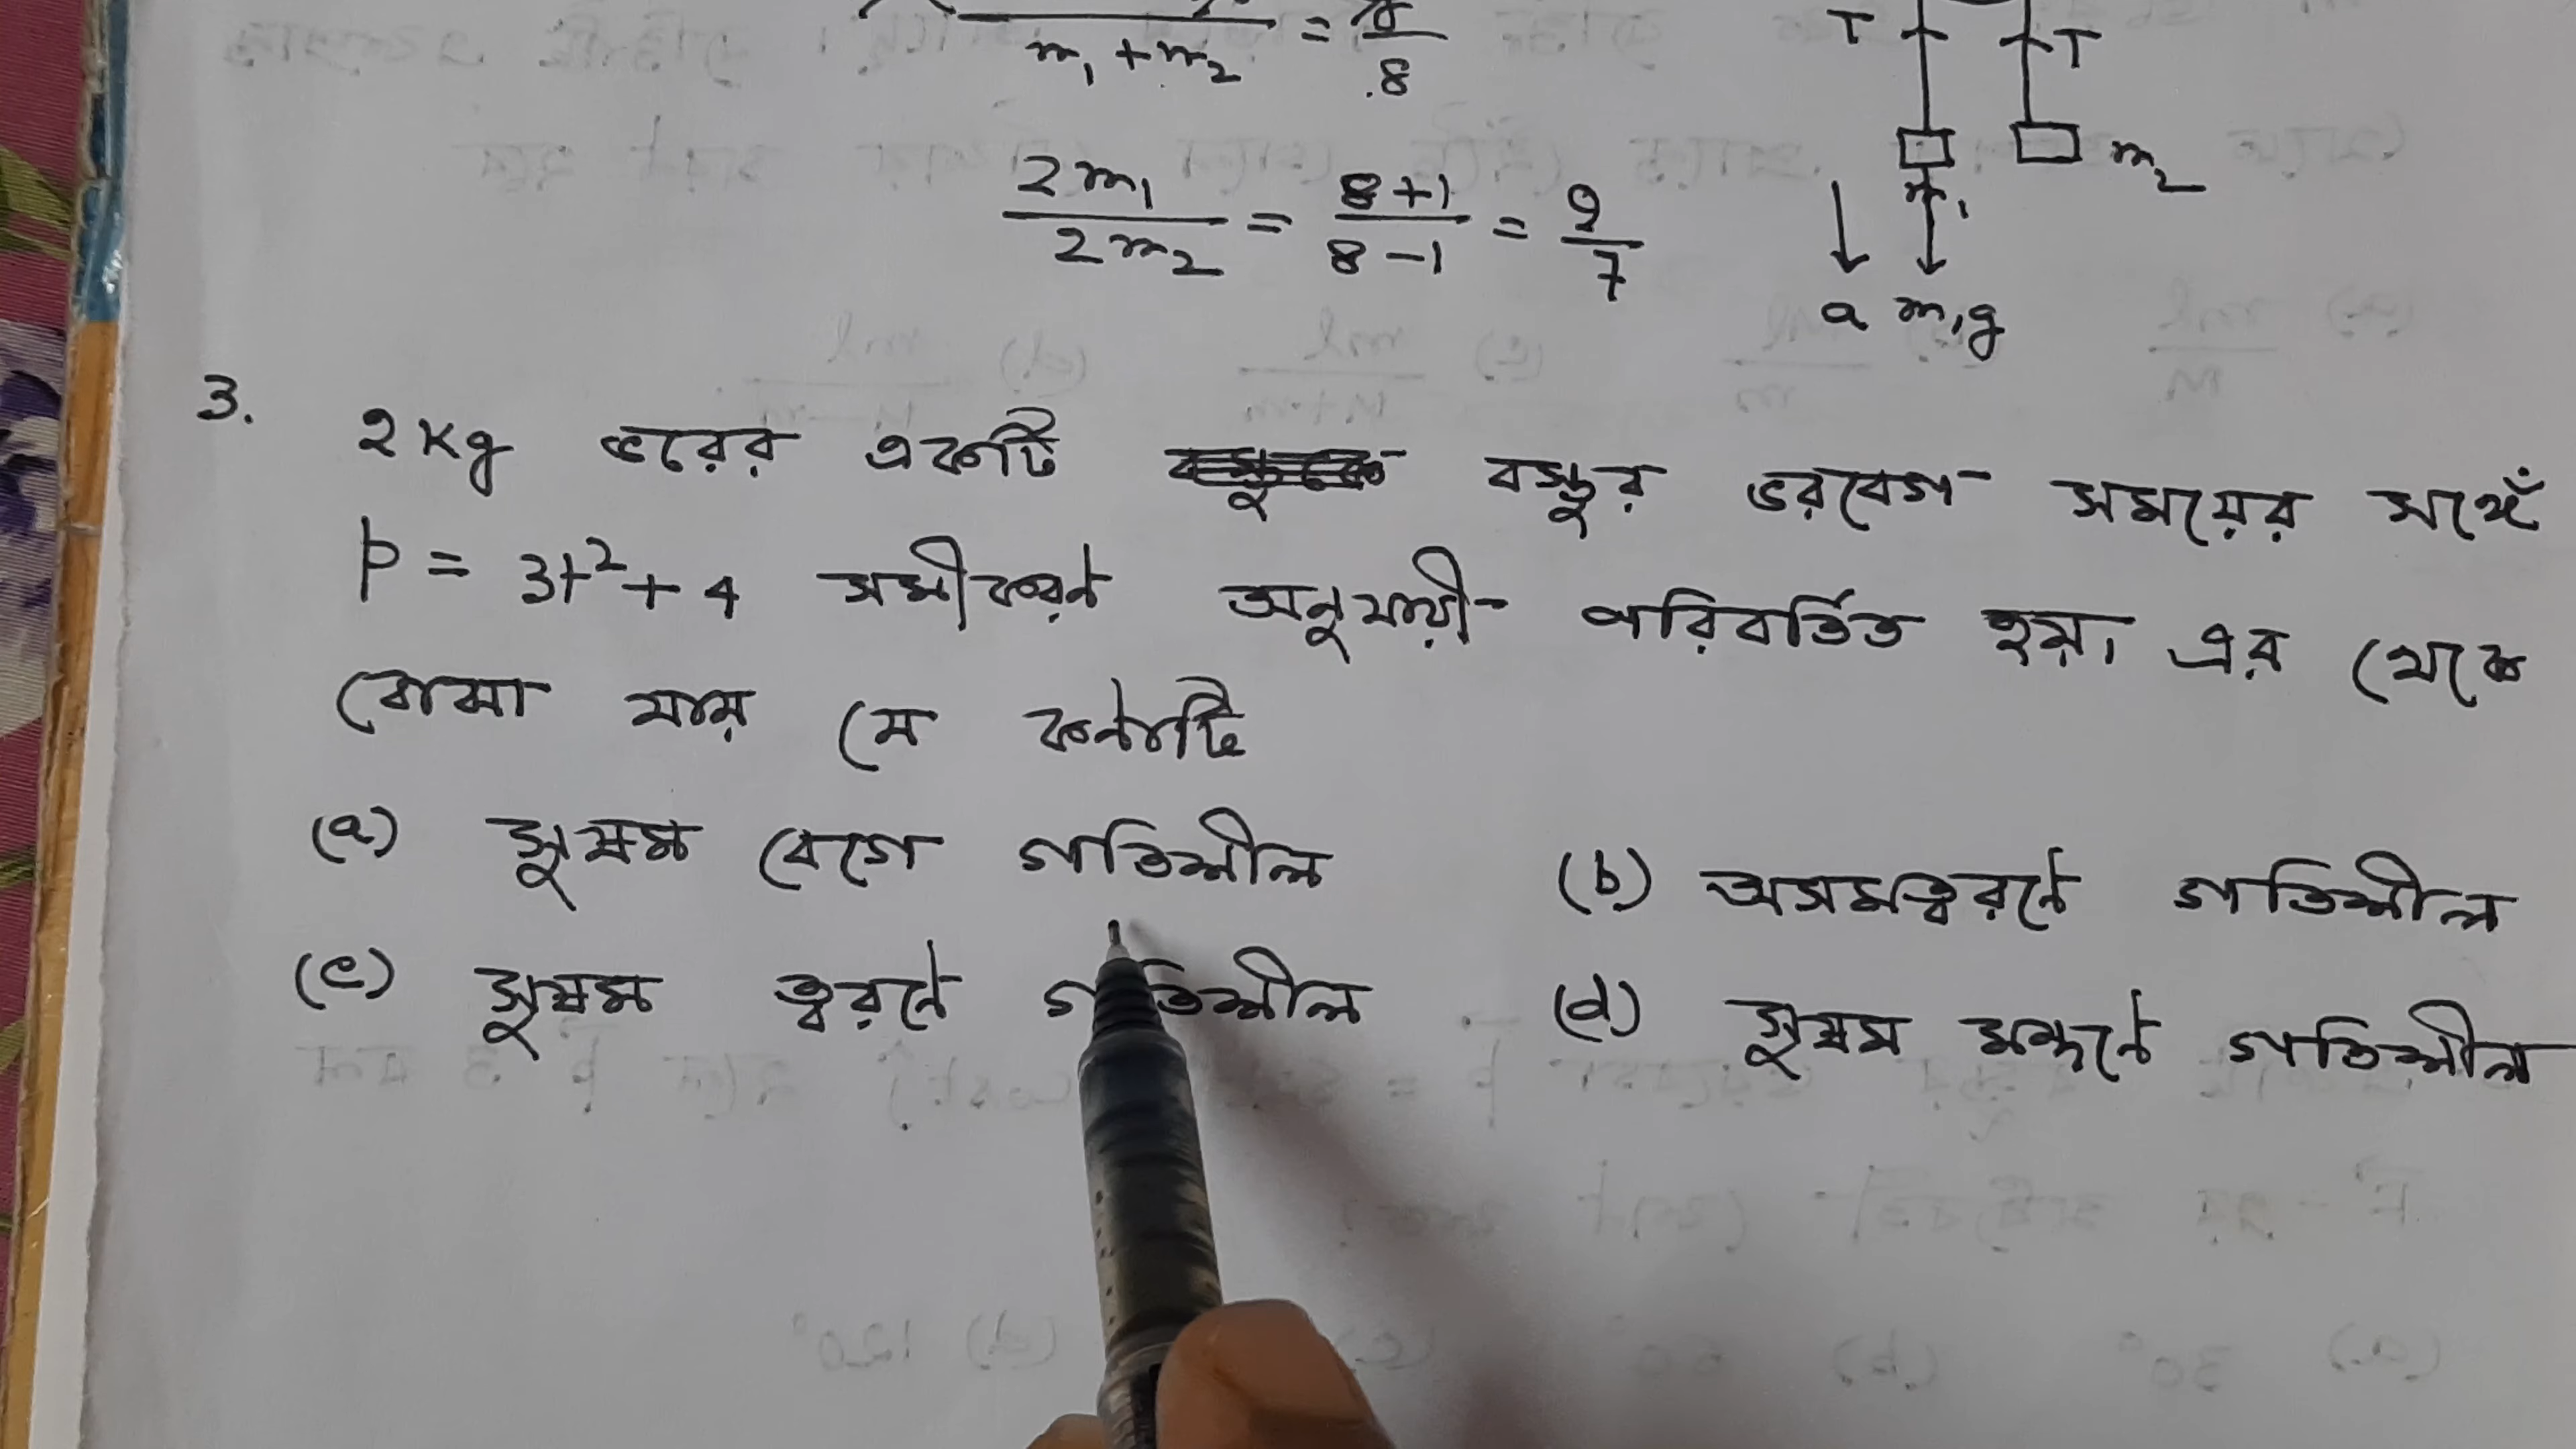 m₁ + m₂ = 8
T T
m₂
2m₁ / 2m₂ = 8+1 / 8-1 = 9 / 7
m₁
a m₁g
3. 2 kg ভরের একটি বস্তুর ভরবেগ সময়ের সঙ্গে
p = 3t² + 4 সমীকরণ অনুযায়ী পরিবর্তিত হয়। এর থেকে
বোঝা যায় যে কণাটি
(a) সুষম বেগে গতিশীল (b) অসমত্বরণে গতিশীল
(c) সুষম ত্বরণে গতিশীল (d) সুষম মন্দনে গতিশীল